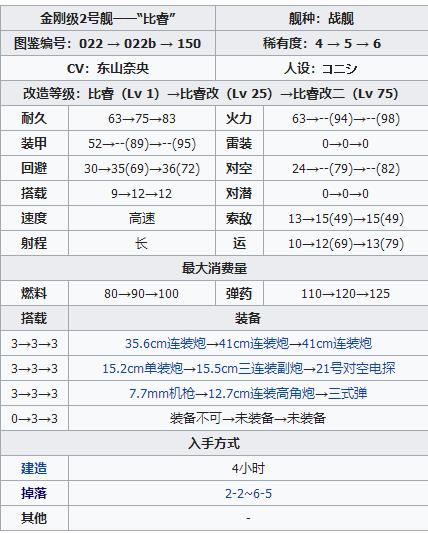 金刚级2号舰——“比睿” 舰种：战舰
图鉴编号：022 → 022b → 150 稀有度：4 → 5 → 6
CV：东山奈央 人设：コニシ
改造等级：比睿（Lv 1）→比睿改（Lv 25）→比睿改二（Lv 75）
耐久 63→75→83 火力 63→--(94)→--(98)
装甲 52→--(89)→--(95) 雷装 0→0→0
回避 30→35(69)→36(72) 对空 24→--(79)→--(82)
搭载 9→12→12 对潜 0→0→0
速度 高速 索敌 13→15(49)→15(49)
射程 长 运 10→12(69)→13(79)
最大消费量
燃料 80→90→100 弹药 110→120→125
搭载 装备
3→3→3 35.6cm连装炮→41cm连装炮→41cm连装炮
3→3→3 15.2cm单装炮→15.5cm三连装副炮→21号对空电探
3→3→3 7.7mm机枪→12.7cm连装高角炮→三式弹
0→3→3 装备不可→未装备→未装备
入手方式
建造 4小时
掉落 2-2~6-5
其他 -